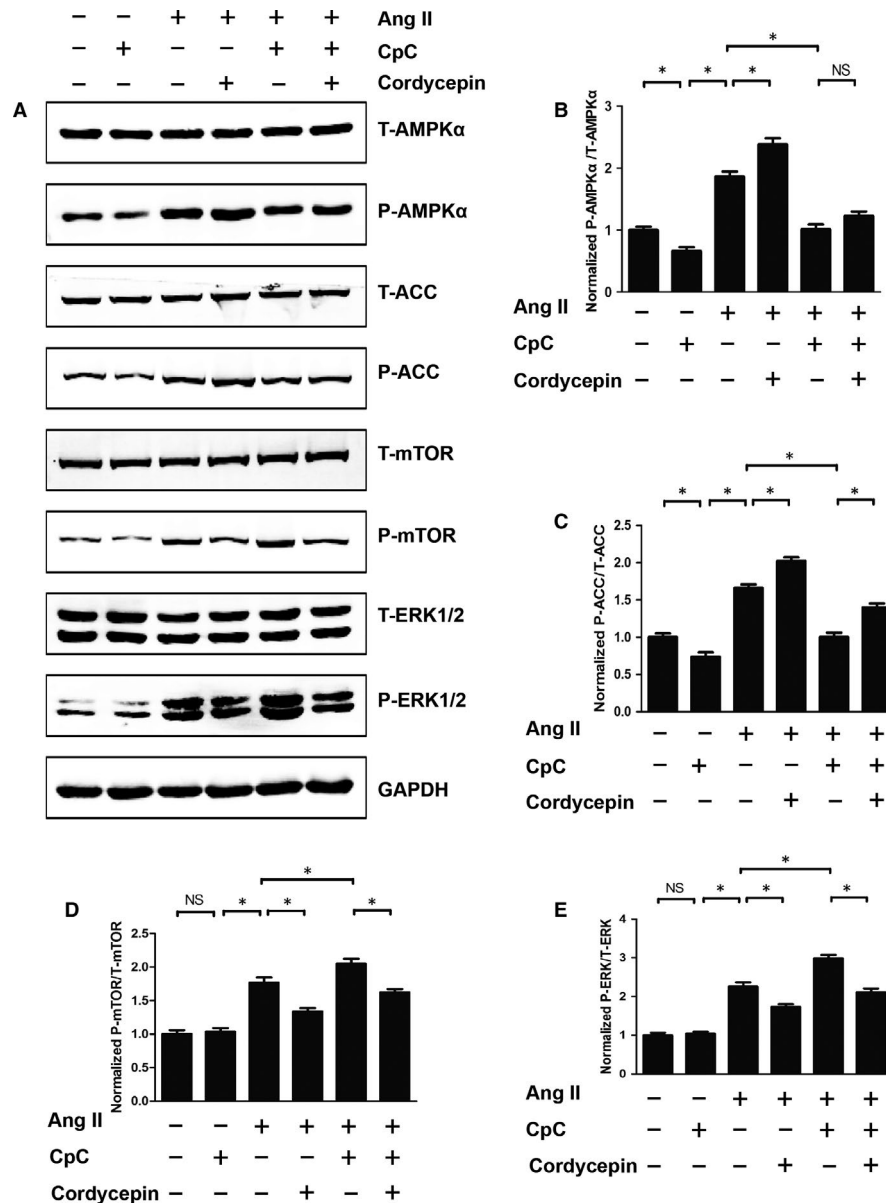 − − + + + + Ang II
− + − − + + CpC
− − − + − + Cordycepin
A
T-AMPKα
P-AMPKα
T-ACC
P-ACC
T-mTOR
P-mTOR
T-ERK1/2
P-ERK1/2
GAPDH
B
* * * * NS
Normalized P-AMPKα/T-AMPKα
3
2
1
0
Ang II − − + + + +
CpC − + − − + +
Cordycepin − − − + − +
C
* * * * *
Normalized P-ACC/T-ACC
2.5
2.0
1.5
1.0
0.5
0.0
Ang II − − + + + +
CpC − + − − + +
Cordycepin − − − + − +
D
NS * * * *
Normalized P-mTOR/T-mTOR
2.5
2.0
1.5
1.0
0.5
0.0
Ang II − − + + + +
CpC − + − − + +
Cordycepin − − − + − +
E
NS * * * *
Normalized P-ERK/T-ERK
4
3
2
1
0
Ang II − − + + + +
CpC − + − − + +
Cordycepin − − − + − +